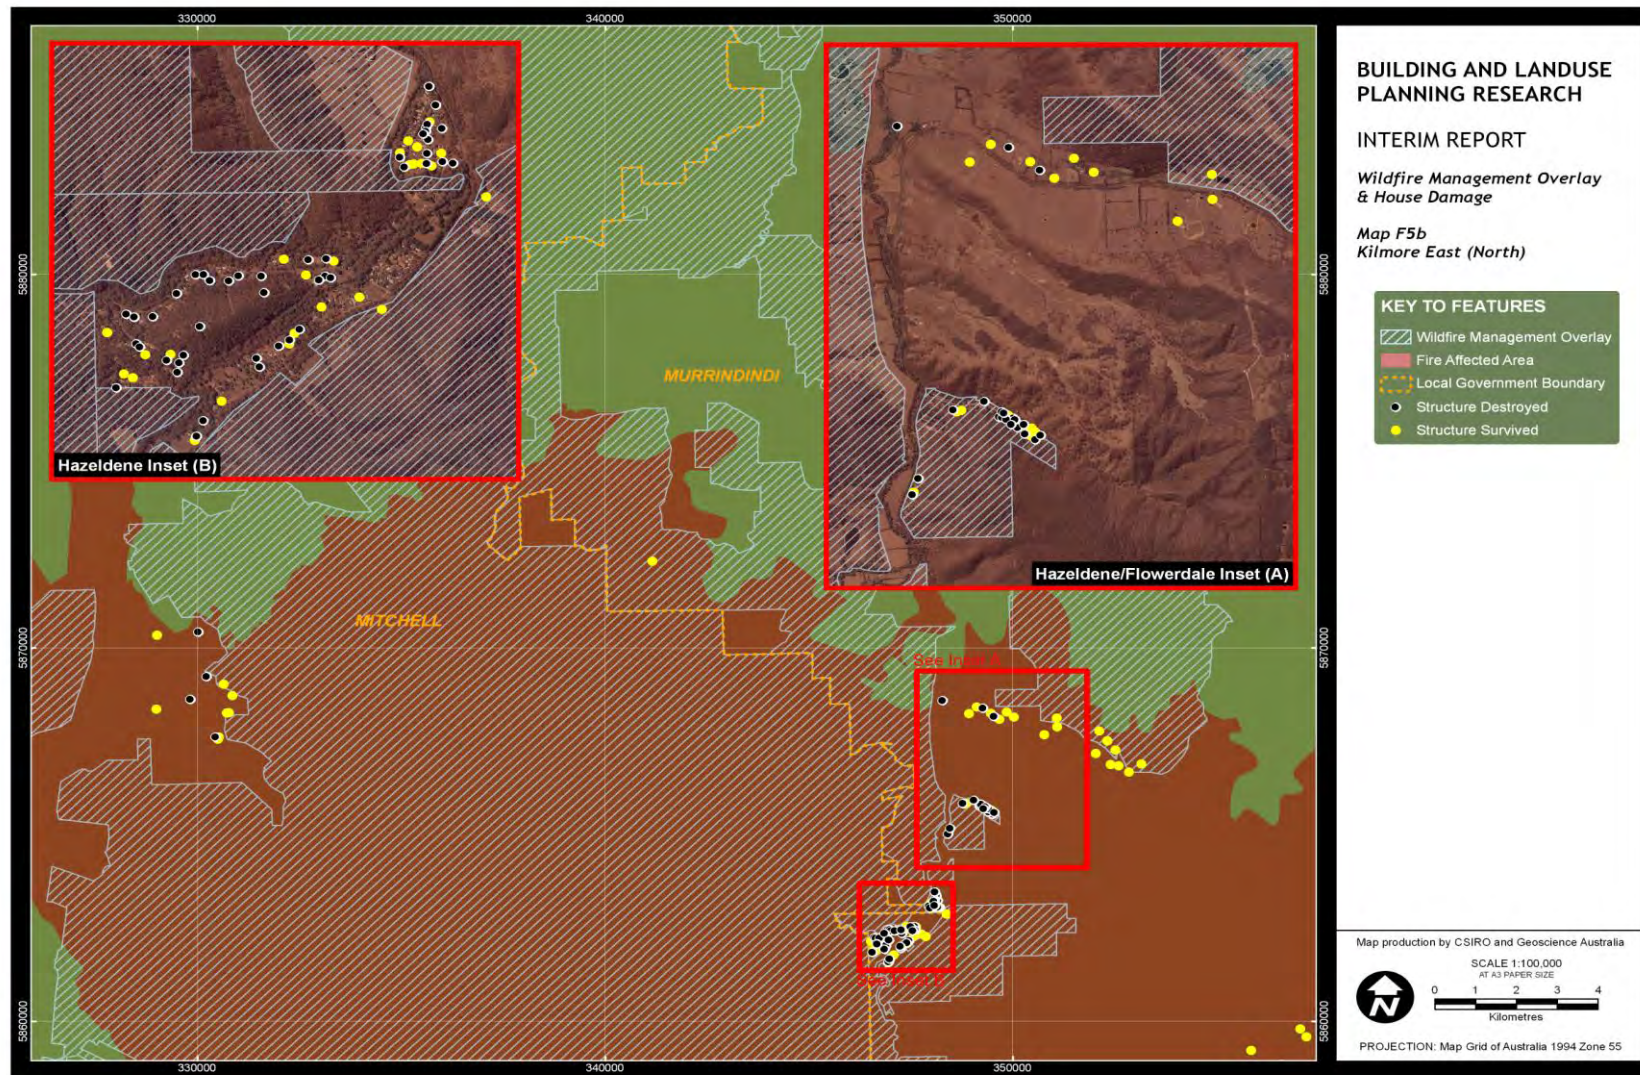 330000
340000
350000
BUILDING AND LANDUSE
PLANNING RESEARCH
INTERIM REPORT
Wildfire Management Overlay
& House Damage
Map F5b
Kilmore East (North)
KEY TO FEATURES
Wildfire Management Overlay
Fire Affected Area
Local Government Boundary
Structure Destroyed
Structure Survived
5880000
5880000
MURRINDINDI
Hazeldene Inset (B)
Hazeldene/Flowerdale Inset (A)
MITCHELL
5870000
5870000
See Inset A
See Inset B
5860000
5860000
Map production by CSIRO and Geoscience Australia
SCALE 1:100,000
AT A3 PAPER SIZE
0 1 2 3 4
Kilometres
N
PROJECTION: Map Grid of Australia 1994 Zone 55
330000
340000
350000